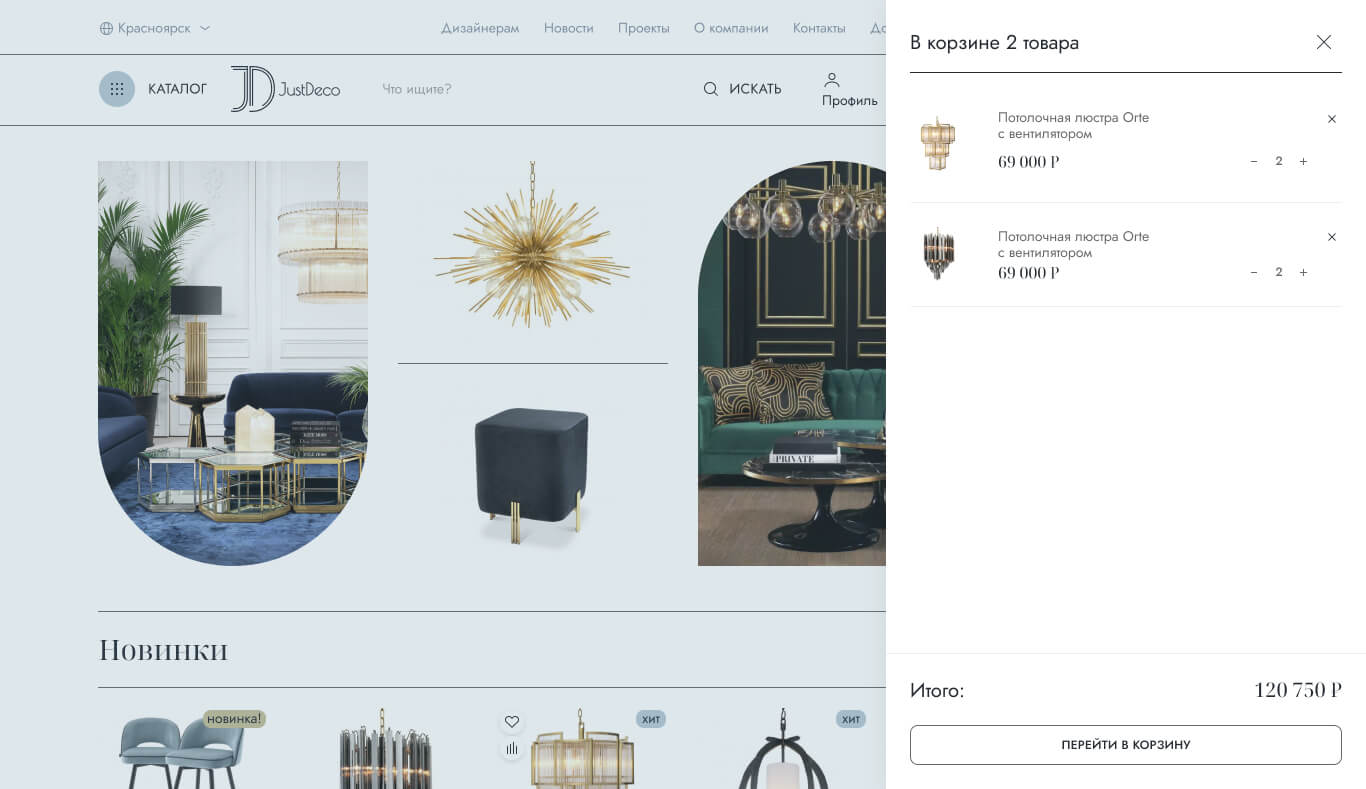 Красноярск
Дизайнерам Новости Проекты О компании Контакты
КАТАЛОГ
JD JustDeco
Что ищите?
ИСКАТЬ
Профиль
PRIVATE
Новинки
новинка!
хит
хит
В корзине 2 товара
Потолочная люстра Orte
с вентилятором
69 000 Р
− 2 +
Потолочная люстра Orte
с вентилятором
69 000 Р
− 2 +
Итого:
120 750 Р
ПЕРЕЙТИ В КОРЗИНУ